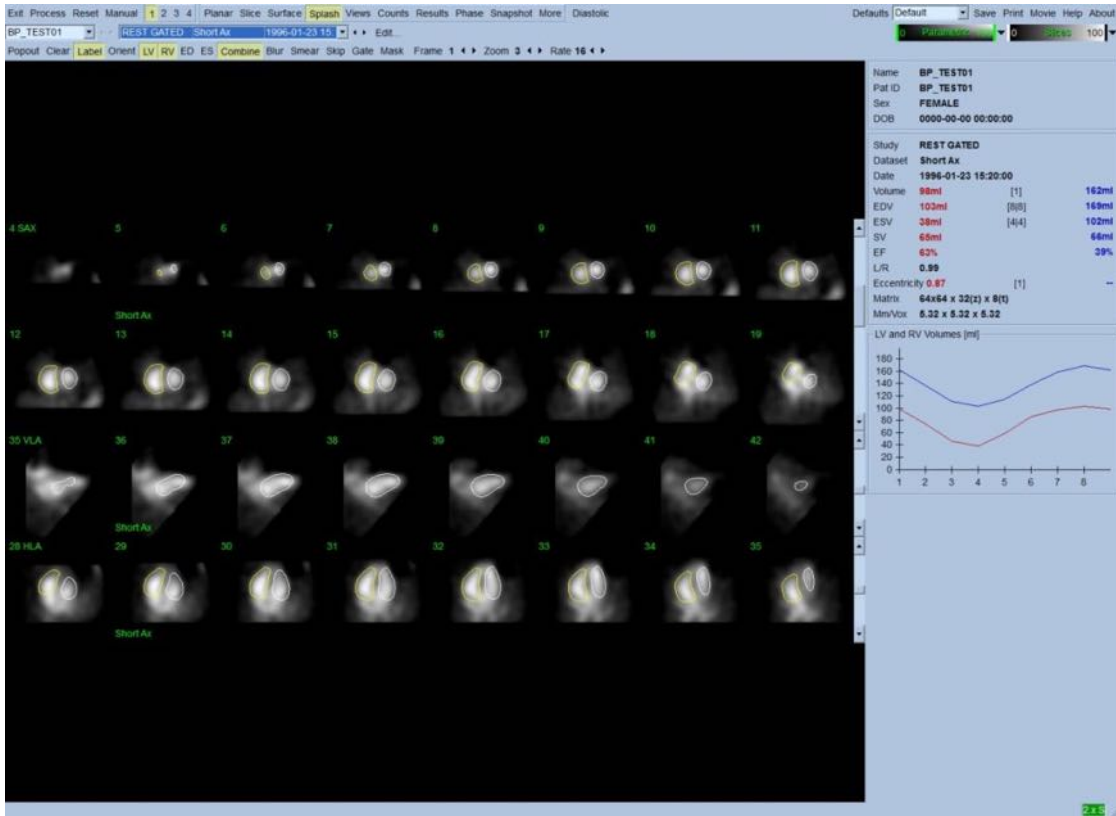 Exit Process Reset Manual 1 2 3 4 Planar Slice Surface Splash Views Counts Results Phase Snapshot More Diastolic Defaults Default Save Print Movie Help About
BP_TEST01 REST GATED Short Ax 1996-01-23 15: Edit... 0 0 100
Popout Clear Label Orient LV RV ED ES Combine Blur Smear Skip Gate Mask Frame 1 Zoom 3 Rate 16
Name BP_TEST01
Pat ID BP_TEST01
Sex FEMALE
DOB 0000-00-00 00:00:00
Study REST GATED
Dataset Short Ax
Date 1996-01-23 15:20:00
Volume 98ml [1] 162ml
EDV 103ml [8|8] 169ml
ESV 38ml [4|4] 102ml
SV 65ml 66ml
EF 63% 39%
L/R 0.99
Eccentricity 0.87 [1] --
Matrix 64x64 x 32(z) x 8(t)
Mm/Vox 5.32 x 5.32 x 5.32
LV and RV Volumes [ml]
180
160
140
120
100
80
60
40
20
0
1 2 3 4 5 6 7 8
4 SAX 5 6 7 8 9 10 11
Short Ax
12 13 14 15 16 17 18 19
35 VLA 36 37 38 39 40 41 42
Short Ax
28 HLA 29 30 31 32 33 34 35
Short Ax
2 x S